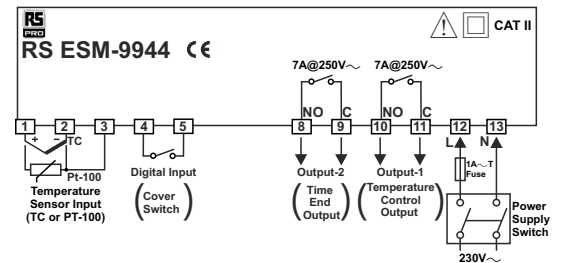 RS
PRO
CAT II
RS ESM-9944 CE
7A@250V~ 7A@250V~
NO C NO C
1 2 3 4 5 8 9 10 11 12 13
+ - TC
L N
Pt-100
1A~T
Fuse
Temperature
Sensor Input
(TC or PT-100)
Digital Input
(Cover
Switch)
Output-2
(Time
End
Output)
Output-1
(Temperature
Control
Output)
Power
Supply
Switch
230V~